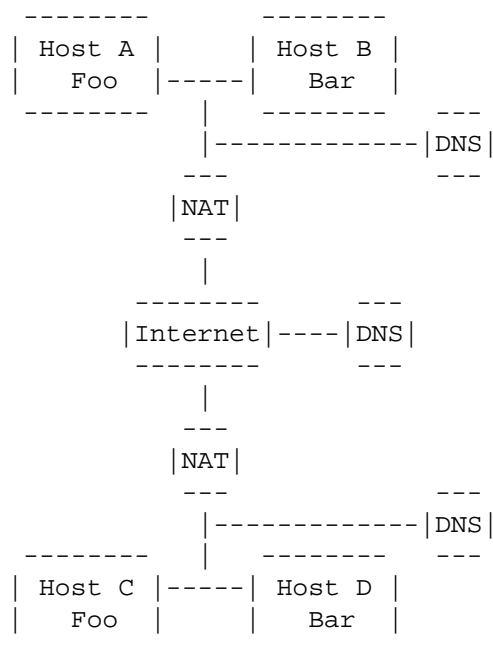 Host A Host B
Foo Bar
DNS
NAT
Internet DNS
NAT
DNS
Host C Host D
Foo Bar